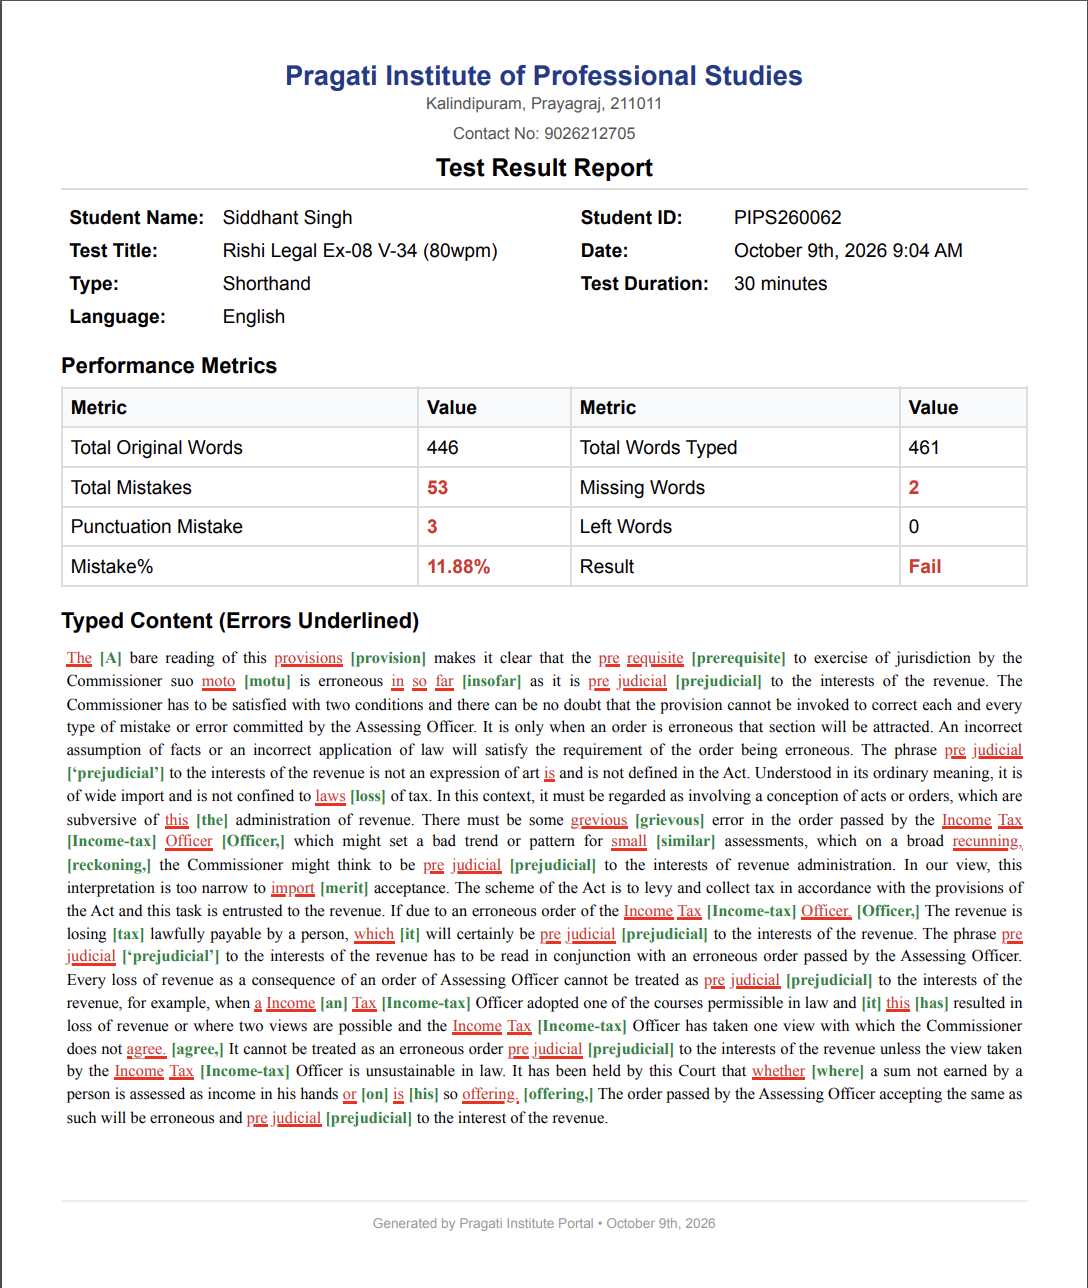 Pragati Institute of Professional Studies
Kalindipuram, Prayagraj, 211011
Contact No: 9026212705
Test Result Report
Student Name: Siddhant Singh Student ID: PIPS260062
Test Title: Rishi Legal Ex-08 V-34 (80wpm) Date: October 9th, 2026 9:04 AM
Type: Shorthand Test Duration: 30 minutes
Language: English
Performance Metrics
Metric Value Metric Value
Total Original Words 446 Total Words Typed 461
Total Mistakes 53 Missing Words 2
Punctuation Mistake 3 Left Words 0
Mistake% 11.88% Result Fail
Typed Content (Errors Underlined)
The [A] bare reading of this provisions [provision] makes it clear that the pre requisite [prerequisite] to exercise of jurisdiction by the
Commissioner suo moto [motu] is erroneous in so far [insofar] as it is pre judicial [prejudicial] to the interests of the revenue. The
Commissioner has to be satisfied with two conditions and there can be no doubt that the provision cannot be invoked to correct each and every
type of mistake or error committed by the Assessing Officer. It is only when an order is erroneous that section will be attracted. An incorrect
assumption of facts or an incorrect application of law will satisfy the requirement of the order being erroneous. The phrase pre judicial
[‘prejudicial’] to the interests of the revenue is not an expression of art is and is not defined in the Act. Understood in its ordinary meaning, it is
of wide import and is not confined to laws [loss] of tax. In this context, it must be regarded as involving a conception of acts or orders, which are
subversive of this [the] administration of revenue. There must be some grevious [grievous] error in the order passed by the Income Tax
[Income-tax] Officer [Officer,] which might set a bad trend or pattern for small [similar] assessments, which on a broad recunning,
[reckoning,] the Commissioner might think to be pre judicial [prejudicial] to the interests of revenue administration. In our view, this
interpretation is too narrow to import [merit] acceptance. The scheme of the Act is to levy and collect tax in accordance with the provisions of
the Act and this task is entrusted to the revenue. If due to an erroneous order of the Income Tax [Income-tax] Officer. [Officer,] The revenue is
losing [tax] lawfully payable by a person, which [it] will certainly be pre judicial [prejudicial] to the interests of the revenue. The phrase pre
judicial [‘prejudicial’] to the interests of the revenue has to be read in conjunction with an erroneous order passed by the Assessing Officer.
Every loss of revenue as a consequence of an order of Assessing Officer cannot be treated as pre judicial [prejudicial] to the interests of the
revenue, for example, when a Income [an] Tax [Income-tax] Officer adopted one of the courses permissible in law and [it] this [has] resulted in
loss of revenue or where two views are possible and the Income Tax [Income-tax] Officer has taken one view with which the Commissioner
does not agree. [agree,] It cannot be treated as an erroneous order pre judicial [prejudicial] to the interests of the revenue unless the view taken
by the Income Tax [Income-tax] Officer is unsustainable in law. It has been held by this Court that whether [where] a sum not earned by a
person is assessed as income in his hands or [on] is [his] so offering. [offering,] The order passed by the Assessing Officer accepting the same as
such will be erroneous and pre judicial [prejudicial] to the interest of the revenue.
Generated by Pragati Institute Portal • October 9th, 2026